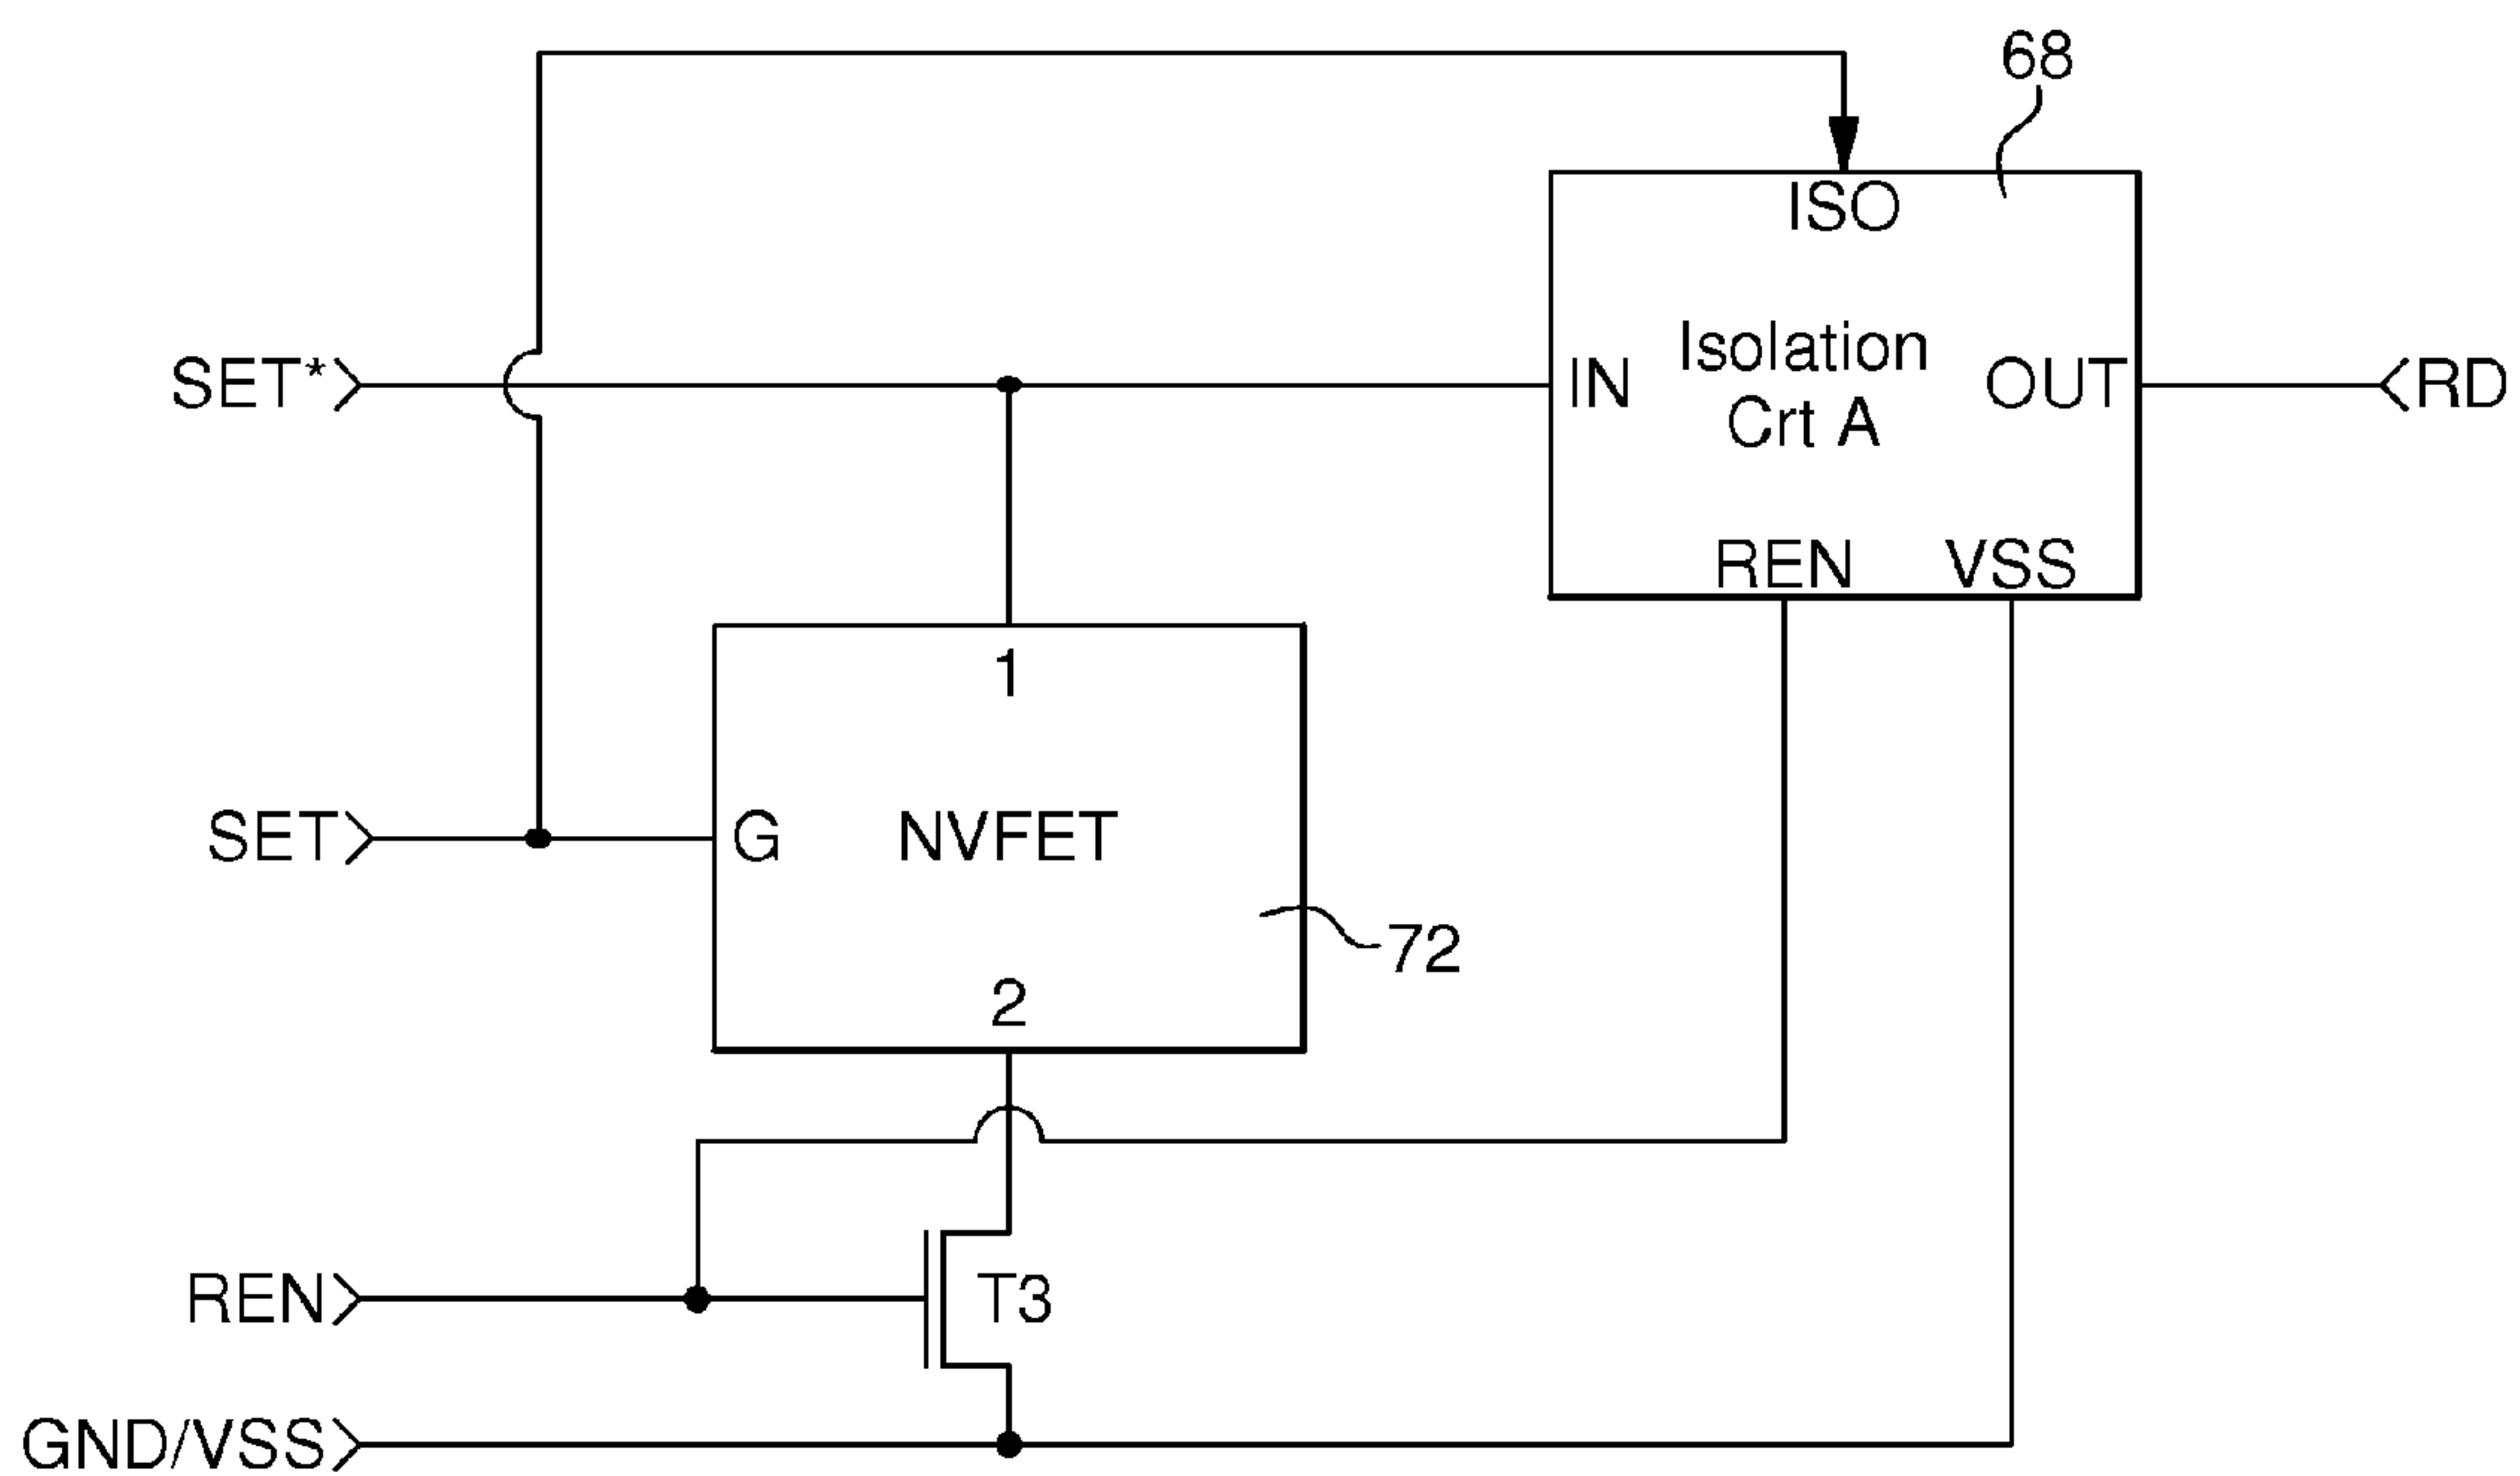 68
ISO
SET*
IN
Isolation
Crt A
OUT
RD
REN
VSS
1
SET
G
NVFET
72
2
REN
T3
GND/VSS